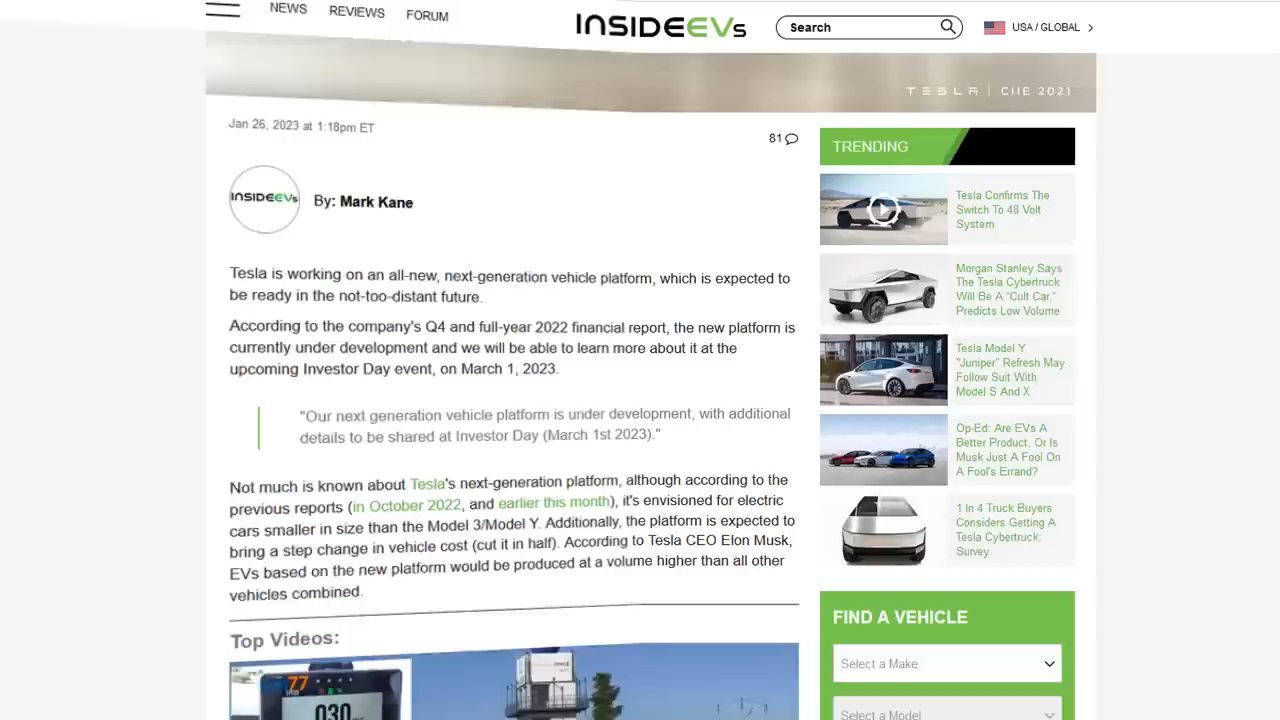 NEWS REVIEWS FORUM
INSIDEEVs
Search
USA / GLOBAL
TESLA | CIIE 2021
Jan 26, 2023 at 1:18pm ET
81
INSIDEEVs
By: Mark Kane
Tesla is working on an all-new, next-generation vehicle platform, which is expected to
be ready in the not-too-distant future.
According to the company's Q4 and full-year 2022 financial report, the new platform is
currently under development and we will be able to learn more about it at the
upcoming Investor Day event, on March 1, 2023.
"Our next generation vehicle platform is under development, with additional
details to be shared at Investor Day (March 1st 2023)."
Not much is known about Tesla's next-generation platform, although according to the
previous reports (in October 2022, and earlier this month), it's envisioned for electric
cars smaller in size than the Model 3/Model Y. Additionally, the platform is expected to
bring a step change in vehicle cost (cut it in half). According to Tesla CEO Elon Musk,
EVs based on the new platform would be produced at a volume higher than all other
vehicles combined.
Top Videos:
77
030
TRENDING
Tesla Confirms The
Switch To 48 Volt
System
Morgan Stanley Says
The Tesla Cybertruck
Will Be A "Cult Car,"
Predicts Low Volume
Tesla Model Y
"Juniper" Refresh May
Follow Suit With
Model S And X
Op-Ed: Are EVs A
Better Product, Or Is
Musk Just A Fool On
A Fool's Errand?
1 In 4 Truck Buyers
Considers Getting A
Tesla Cybertruck:
Survey
FIND A VEHICLE
Select a Make
Select a Model